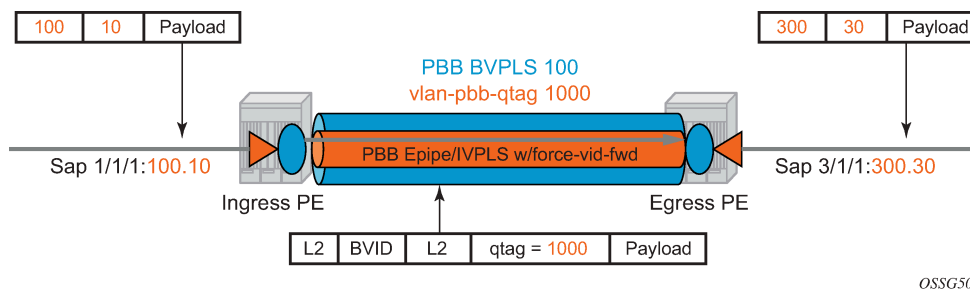 100 10 Payload
300 30 Payload
PBB BVPLS 100
vlan-pbb-qtag 1000
PBB Epipe/IVPLS w/force-vid-fwd
Sap 1/1/1:100.10
Sap 3/1/1:300.30
Ingress PE
Egress PE
L2 BVID L2 qtag = 1000 Payload
OSSG50